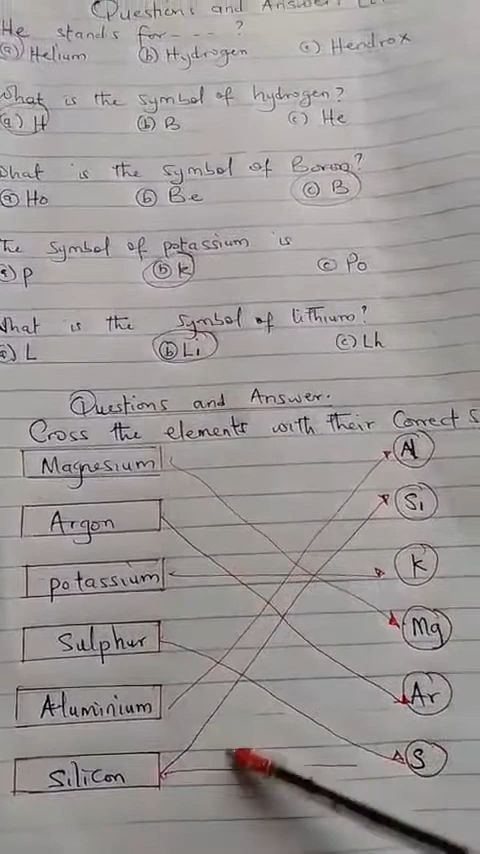 Questions and Answer
He stands for - - - - ?
(a) Helium (b) Hydrogen (c) Hendrox
What is the symbol of hydrogen?
(a) H (b) B (c) He
What is the symbol of Boron?
(a) Ho (b) Be (c) B
The symbol of potassium is
(a) P (b) K (c) Po
What is the symbol of lithium?
(a) L (b) Li (c) Lh
Questions and Answer.
Cross the elements with their Correct S
Magnesium Al
Argon Si
potassium K
Sulphur Mg
Aluminium Ar
Silicon S